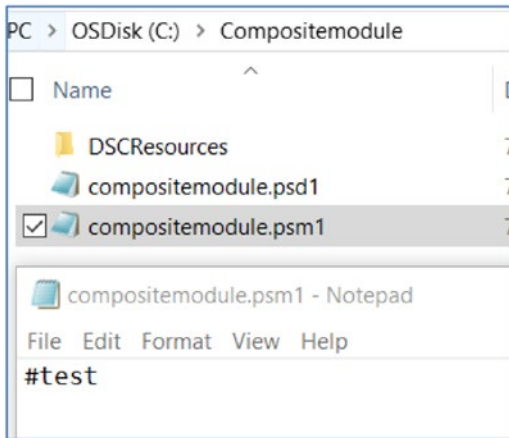 PC > OSDisk (C:) > Compositemodule
Name
DSCResources
compositemodule.psd1
compositemodule.psm1
compositemodule.psm1 - Notepad
File Edit Format View Help
#test